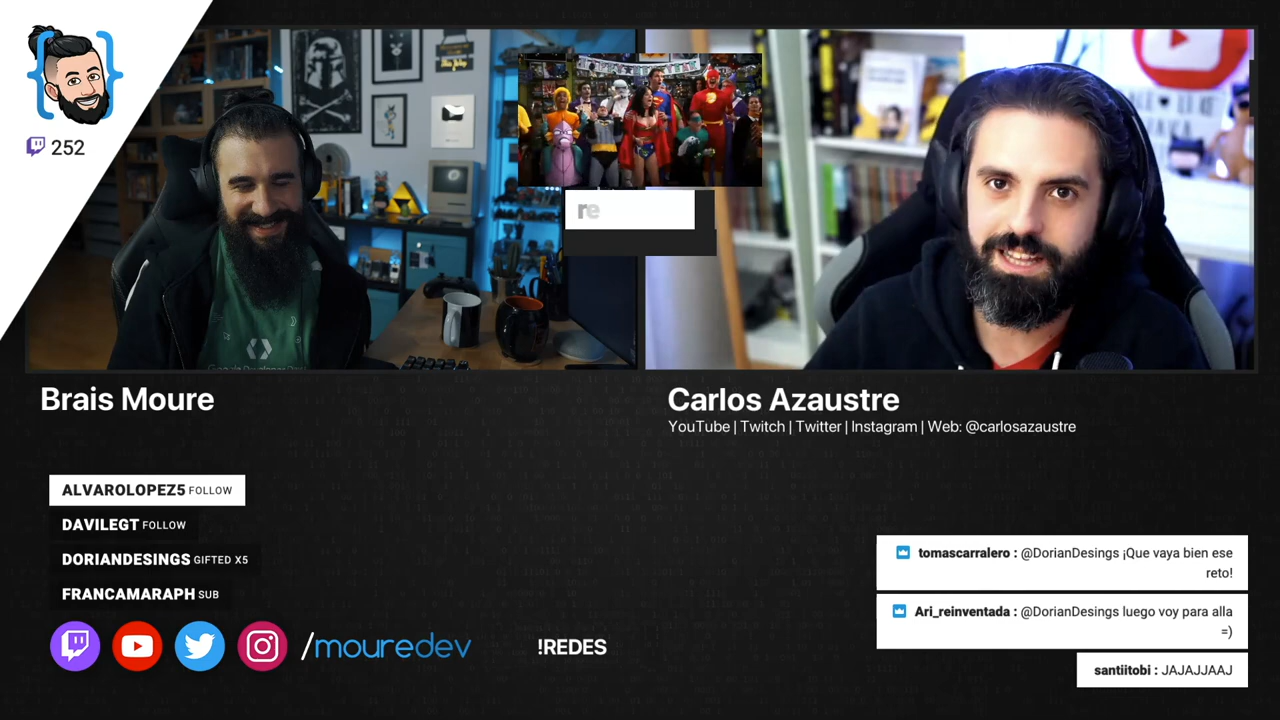 252
re
Brais Moure
Carlos Azaustre
YouTube | Twitch | Twitter | Instagram | Web: @carlosazaustre
ALVAROLOPEZ5 FOLLOW
DAVILEGT FOLLOW
DORIANDESINGS GIFTED X5
FRANCAMARAPH SUB
/mouredev
!REDES
tomascarralero : @DorianDesings ¡Que vaya bien ese
reto!
Ari_reinventada : @DorianDesings luego voy para alla
=)
santiitobi : JAJAJJAAJ